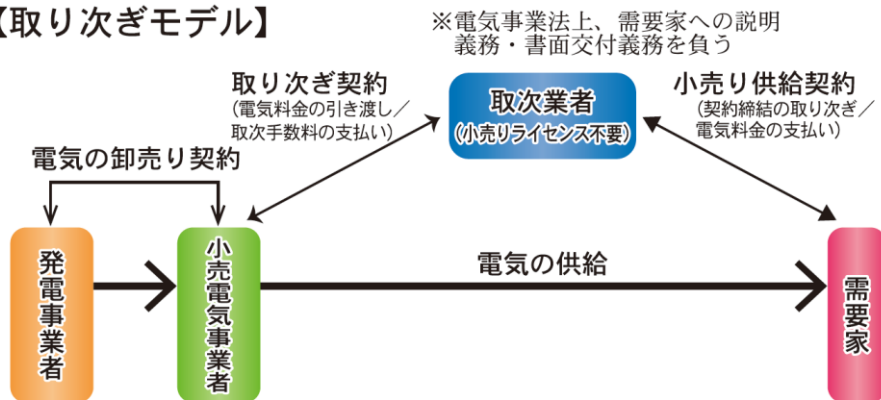 【取り次ぎモデル】
※電気事業法上、需要家への説明
義務・書面交付義務を負う
取り次ぎ契約
(電気料金の引き渡し／
取次手数料の支払い)
取次業者
(小売りライセンス不要)
小売り供給契約
(契約締結の取り次ぎ／
電気料金の支払い)
電気の卸売り契約
発電事業者
小売電気事業者
電気の供給
需要家